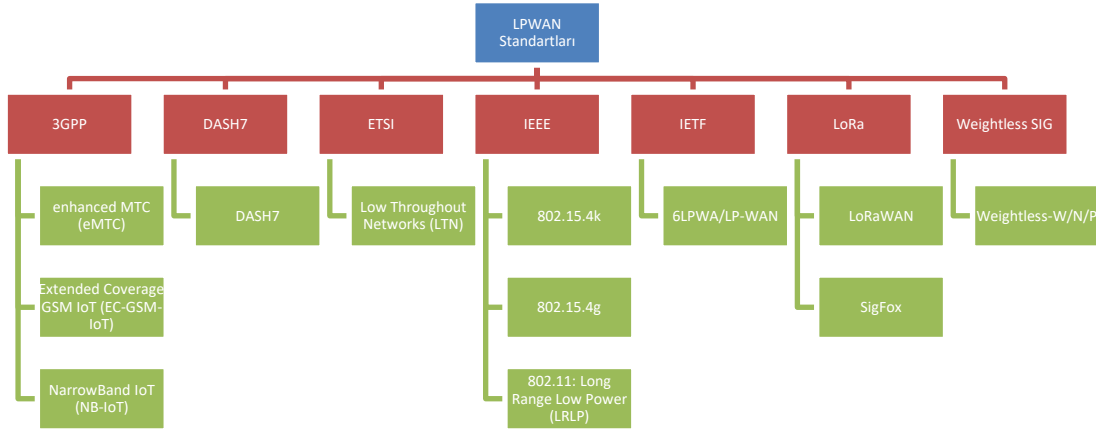 LPWAN
Standartları
3GPP
DASH7
ETSI
IEEE
IETF
LoRa
Weightless SIG
enhanced MTC
(eMTC)
DASH7
Low Throughout
Networks (LTN)
802.15.4k
6LPWA/LP-WAN
LoRaWAN
Weightless-W/N/P
Extended Coverage
GSM IoT (EC-GSM-
IoT)
802.15.4g
SigFox
NarrowBand IoT
(NB-IoT)
802.11: Long
Range Low Power
(LRLP)